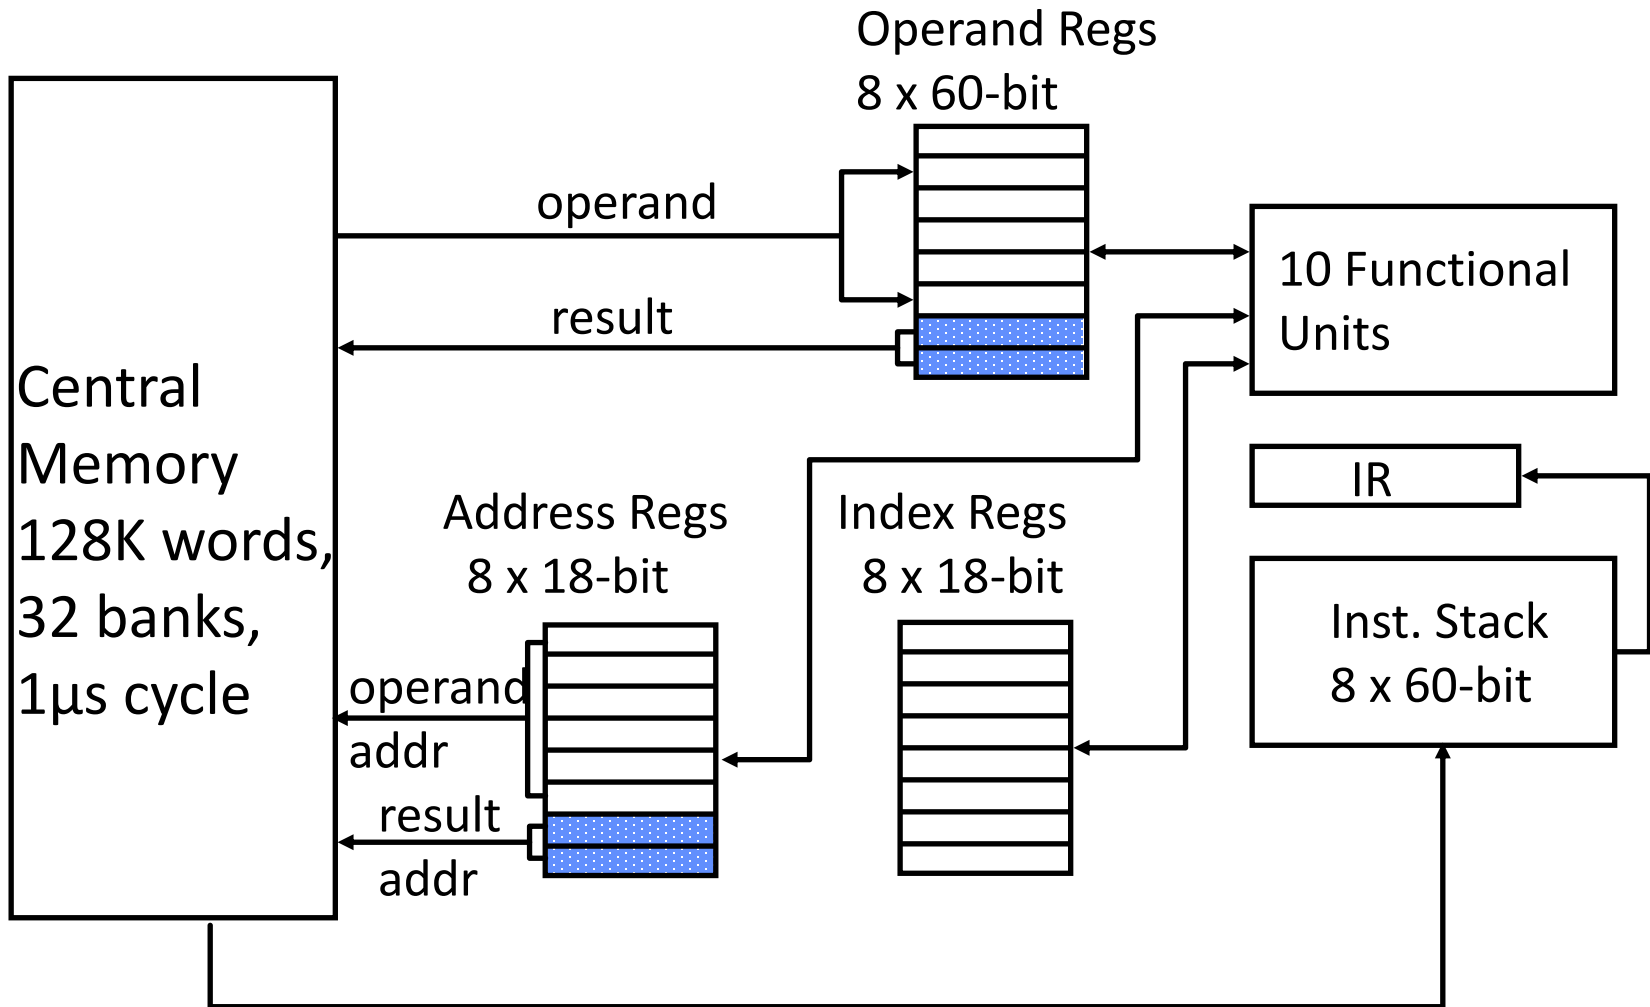 Operand Regs
8 x 60-bit
operand
result
10 Functional
Units
Central
Memory
128K words,
32 banks,
1μs cycle
IR
Address Regs
8 x 18-bit
Index Regs
8 x 18-bit
Inst. Stack
8 x 60-bit
operand
addr
result
addr